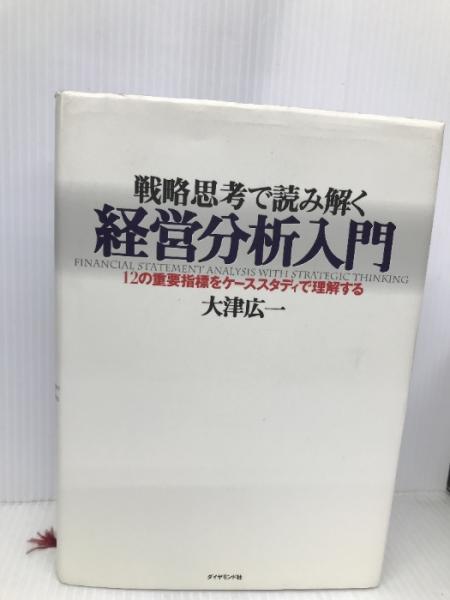 戦略思考で読み解く
経営分析入門
FINANCIAL STATEMENT ANALYSIS WITH STRATEGIC THINKING
12の重要指標をケーススタディで理解する
大津広一
ダイヤモンド社